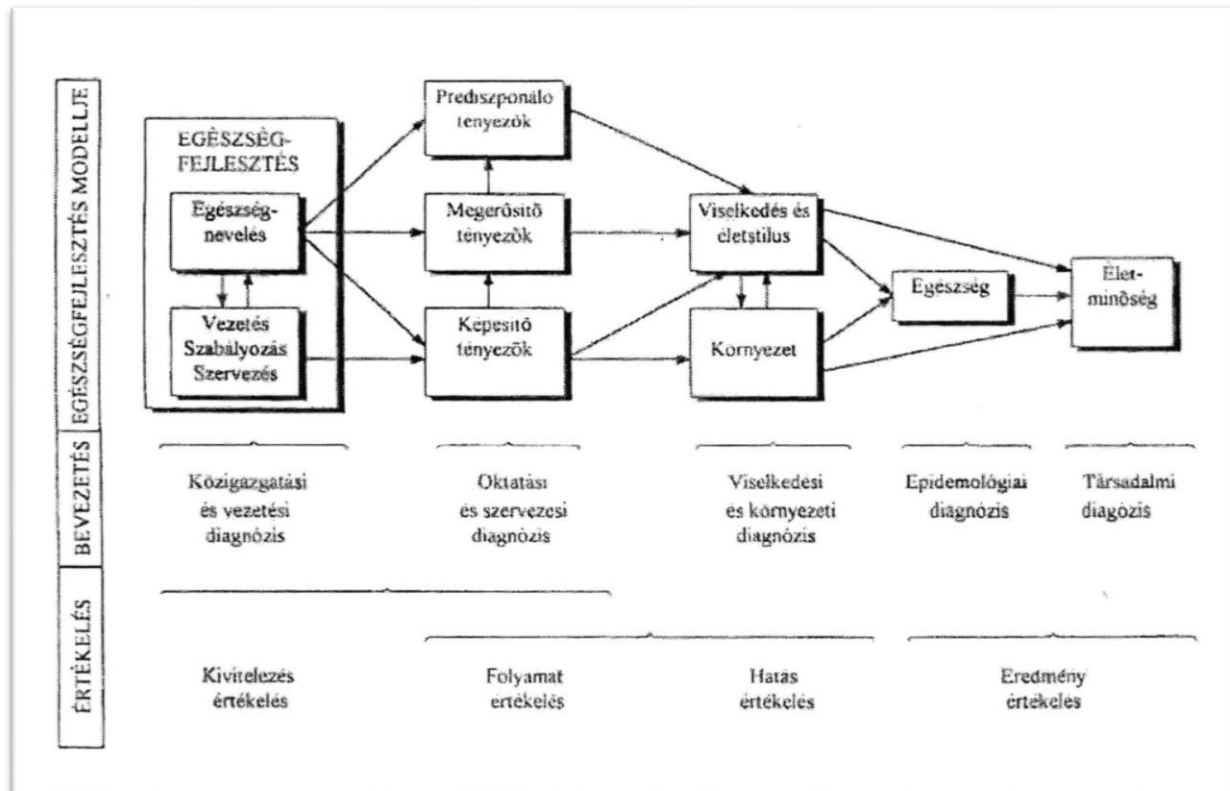 EGÉSZSÉGFEJLESZTÉS MODELLJE
BEVEZETÉS
ÉRTÉKELÉS
EGÉSZSÉG-
FEJLESZTÉS
Egészség-
nevelés
Vezetés
Szabályozás
Szervezés
Prediszponáló
tényezők
Megerősítő
tényezők
Képesítő
tényezők
Viselkedés és
életstílus
Környezet
Egészség
Élet-
minőség
Közigazgatási
és vezetési
diagnózis
Oktatási
és szervezési
diagnózis
Viselkedési
és környezeti
diagnózis
Epidemológiai
diagnózis
Társadalmi
diagózis
Kivitelezés
értékelés
Folyamat
értékelés
Hatás
értékelés
Eredmény
értékelés